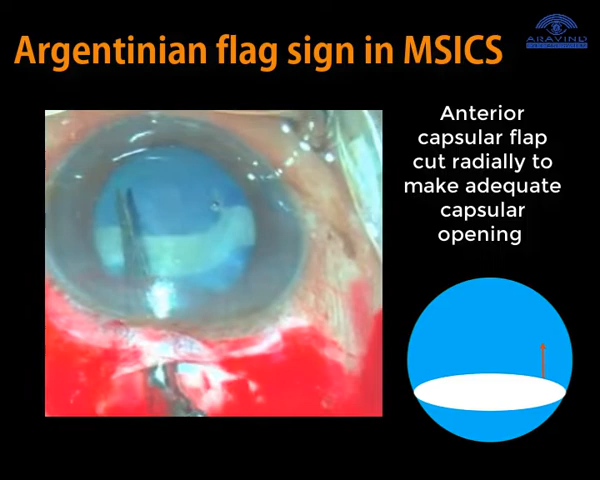 Argentinian flag sign in MSICS
ARAVIND
Anterior
capsular flap
cut radially to
make adequate
capsular
opening